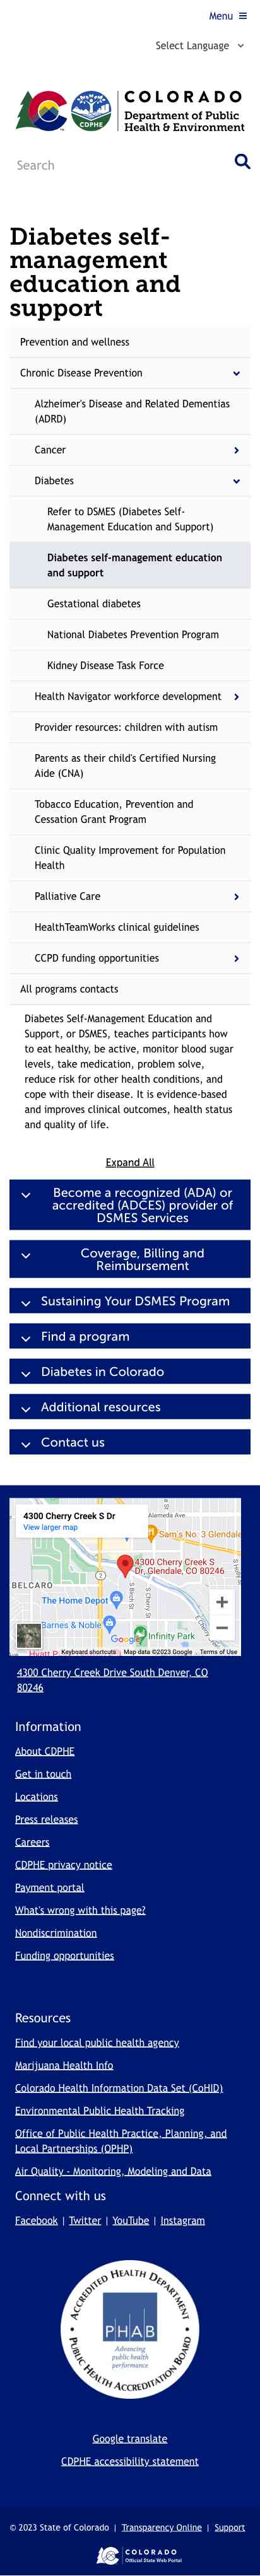 Menu
Select Language
CDPHE
COLORADO
Department of Public
Health & Environment
Search
Diabetes self-
management
education and
support
Prevention and wellness
Chronic Disease Prevention
Alzheimer's Disease and Related Dementias
(ADRD)
Cancer
Diabetes
Refer to DSMES (Diabetes Self-
Management Education and Support)
Diabetes self-management education
and support
Gestational diabetes
National Diabetes Prevention Program
Kidney Disease Task Force
Health Navigator workforce development
Provider resources: children with autism
Parents as their child's Certified Nursing
Aide (CNA)
Tobacco Education, Prevention and
Cessation Grant Program
Clinic Quality Improvement for Population
Health
Palliative Care
HealthTeamWorks clinical guidelines
CCPD funding opportunities
All programs contacts
Diabetes Self-Management Education and
Support, or DSMES, teaches participants how
to eat healthy, be active, monitor blood sugar
levels, take medication, problem solve,
reduce risk for other health conditions, and
cope with their disease. It is evidence-based
and improves clinical outcomes, health status
and quality of life.
Expand All
Become a recognized (ADA) or
accredited (ADCES) provider of
DSMES Services
Coverage, Billing and
Reimbursement
Sustaining Your DSMES Program
Find a program
Diabetes in Colorado
Additional resources
Contact us
4300 Cherry Creek S Dr
View larger map
Alameda Ave
Sam's No. 3 Glendale
4300 Cherry Creek S
Dr, Glendale, CO 80246
BELCARO
The Home Depot
S Birch St
S Cherry St
Barnes & Noble
Google
Infinity Park
Hyatt P
Keyboard shortcuts Map data ©2023 Google Terms of Use
4300 Cherry Creek Drive South Denver, CO
80246
Information
About CDPHE
Get in touch
Locations
Press releases
Careers
CDPHE privacy notice
Payment portal
What's wrong with this page?
Nondiscrimination
Funding opportunities
Resources
Find your local public health agency
Marijuana Health Info
Colorado Health Information Data Set (CoHID)
Environmental Public Health Tracking
Office of Public Health Practice, Planning, and
Local Partnerships (OPHP)
Air Quality - Monitoring, Modeling and Data
Connect with us
Facebook | Twitter | YouTube | Instagram
ACCREDITED HEALTH DEPARTMENT
PHAB
Advancing
public health
performance
PUBLIC HEALTH ACCREDITATION BOARD
Google translate
CDPHE accessibility statement
© 2023 State of Colorado | Transparency Online | Support
COLORADO
Official State Web Portal